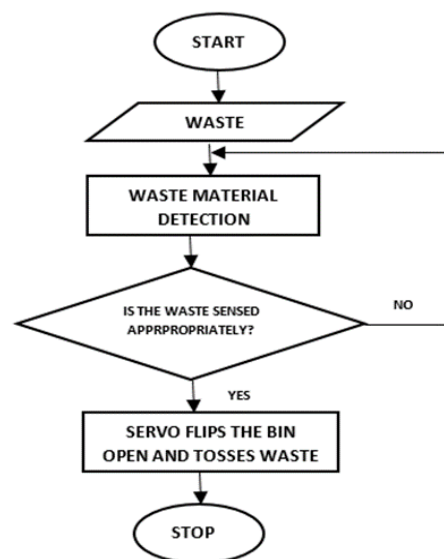 START
WASTE
WASTE MATERIAL
DETECTION
IS THE WASTE SENSED
APPRPROPRIATELY?
NO
YES
SERVO FLIPS THE BIN
OPEN AND TOSSES WASTE
STOP